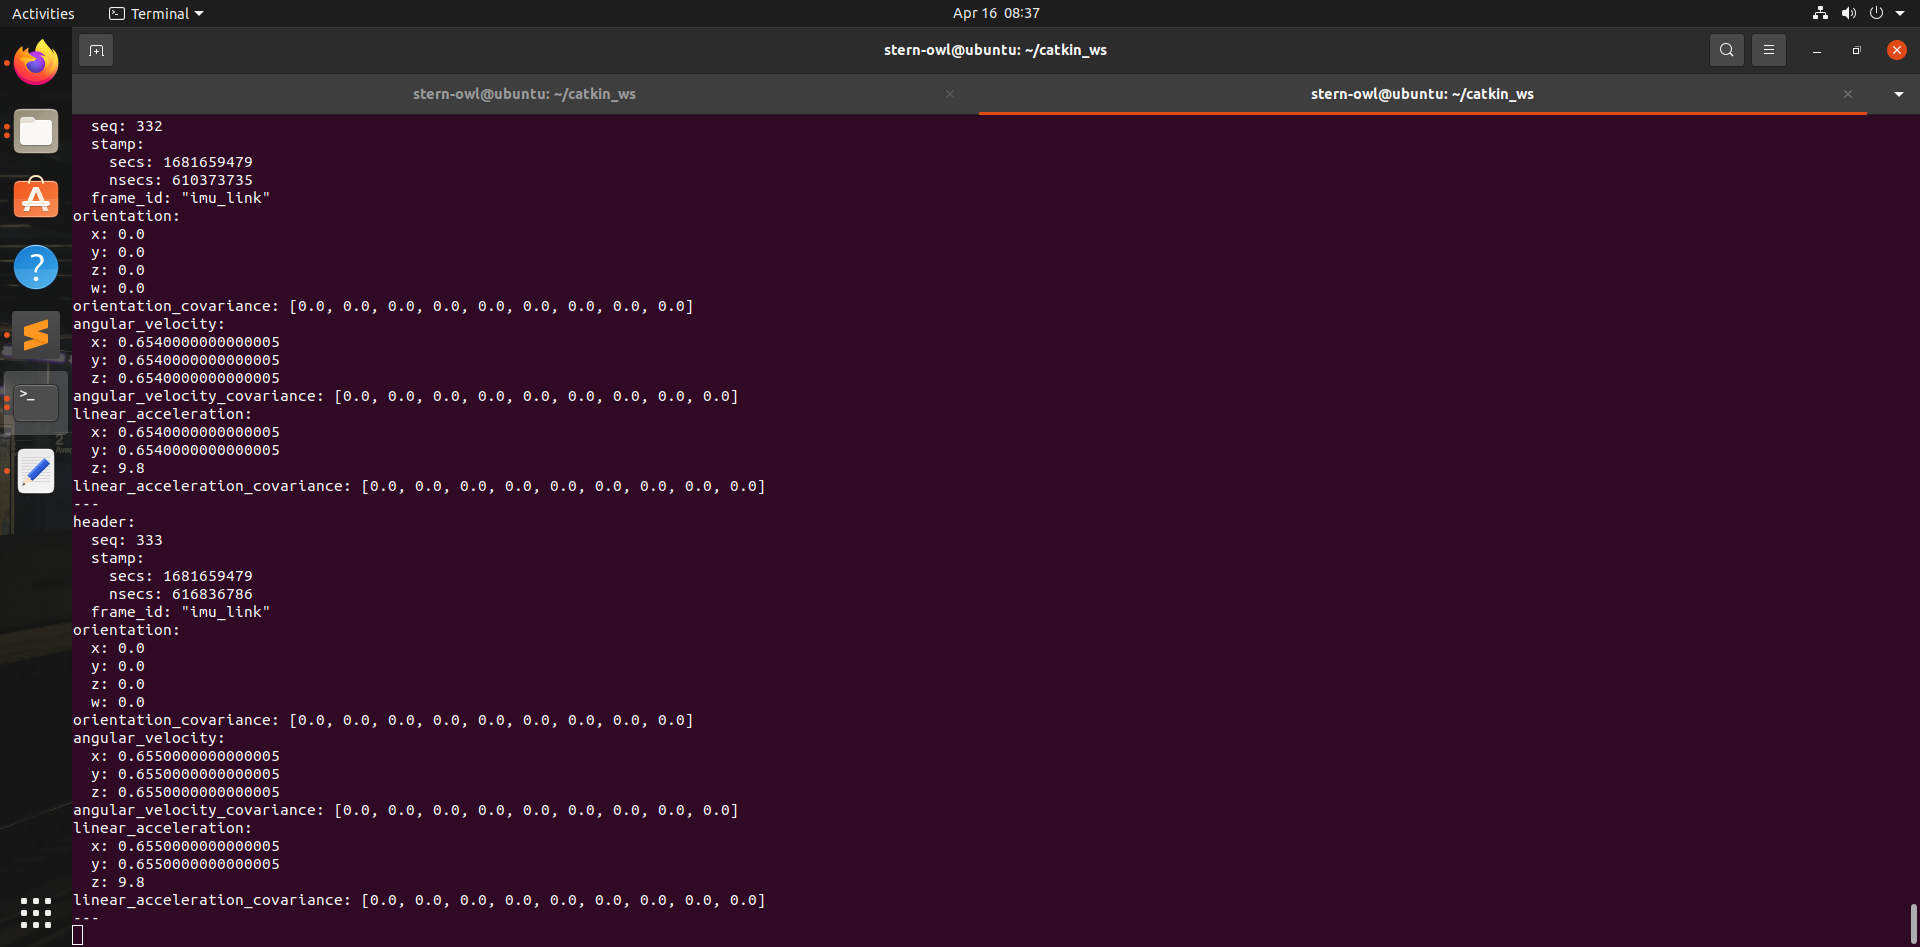 Activities
Terminal
Apr 16 08:37
stern-owl@ubuntu: ~/catkin_ws
stern-owl@ubuntu: ~/catkin_ws
stern-owl@ubuntu: ~/catkin_ws
  seq: 332
  stamp:
    secs: 1681659479
    nsecs: 610373735
  frame_id: "imu_link"
orientation:
  x: 0.0
  y: 0.0
  z: 0.0
  w: 0.0
orientation_covariance: [0.0, 0.0, 0.0, 0.0, 0.0, 0.0, 0.0, 0.0, 0.0]
angular_velocity:
  x: 0.6540000000000005
  y: 0.6540000000000005
  z: 0.6540000000000005
angular_velocity_covariance: [0.0, 0.0, 0.0, 0.0, 0.0, 0.0, 0.0, 0.0, 0.0]
linear_acceleration:
  x: 0.6540000000000005
  y: 0.6540000000000005
  z: 9.8
linear_acceleration_covariance: [0.0, 0.0, 0.0, 0.0, 0.0, 0.0, 0.0, 0.0, 0.0]
---
header:
  seq: 333
  stamp:
    secs: 1681659479
    nsecs: 616836786
  frame_id: "imu_link"
orientation:
  x: 0.0
  y: 0.0
  z: 0.0
  w: 0.0
orientation_covariance: [0.0, 0.0, 0.0, 0.0, 0.0, 0.0, 0.0, 0.0, 0.0]
angular_velocity:
  x: 0.6550000000000005
  y: 0.6550000000000005
  z: 0.6550000000000005
angular_velocity_covariance: [0.0, 0.0, 0.0, 0.0, 0.0, 0.0, 0.0, 0.0, 0.0]
linear_acceleration:
  x: 0.6550000000000005
  y: 0.6550000000000005
  z: 9.8
linear_acceleration_covariance: [0.0, 0.0, 0.0, 0.0, 0.0, 0.0, 0.0, 0.0, 0.0]
---